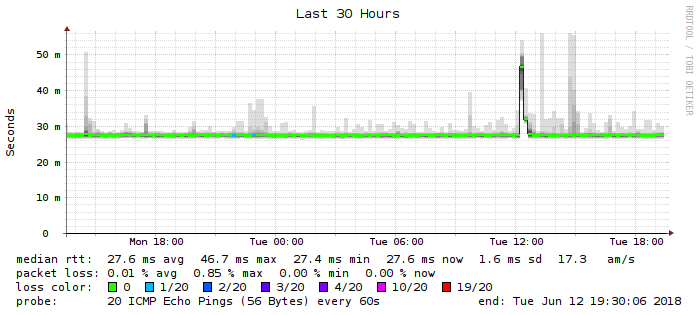 Last 30 Hours
RRDTOOL / TOBI OETIKER
Seconds
50 m
40 m
30 m
20 m
10 m
0
Mon 18:00 Tue 00:00 Tue 06:00 Tue 12:00 Tue 18:00
median rtt: 27.6 ms avg 46.7 ms max 27.4 ms min 27.6 ms now 1.6 ms sd 17.3 am/s
packet loss: 0.01 % avg 0.85 % max 0.00 % min 0.00 % now
loss color: 0 1/20 2/20 3/20 4/20 10/20 19/20
probe: 20 ICMP Echo Pings (56 Bytes) every 60s end: Tue Jun 12 19:30:06 2018